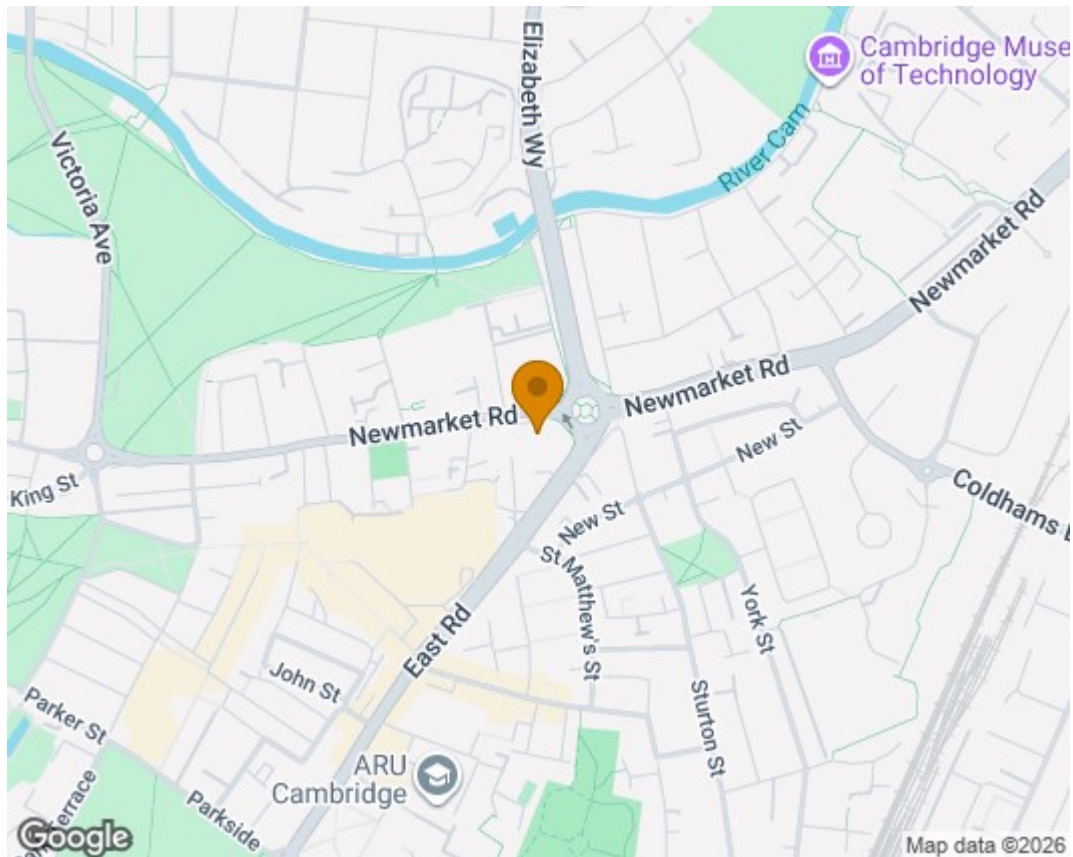 Elizabeth Wy
Cambridge Muse
of Technology
River Cam
Victoria Ave
Newmarket Rd
Newmarket Rd
Newmarket Rd
New St
King St
Coldhams
New St
St Matthew's St
York St
East Rd
John St
Sturton St
Parker St
ARU
Cambridge
Parkside
Terrace
Google
Map data ©2026